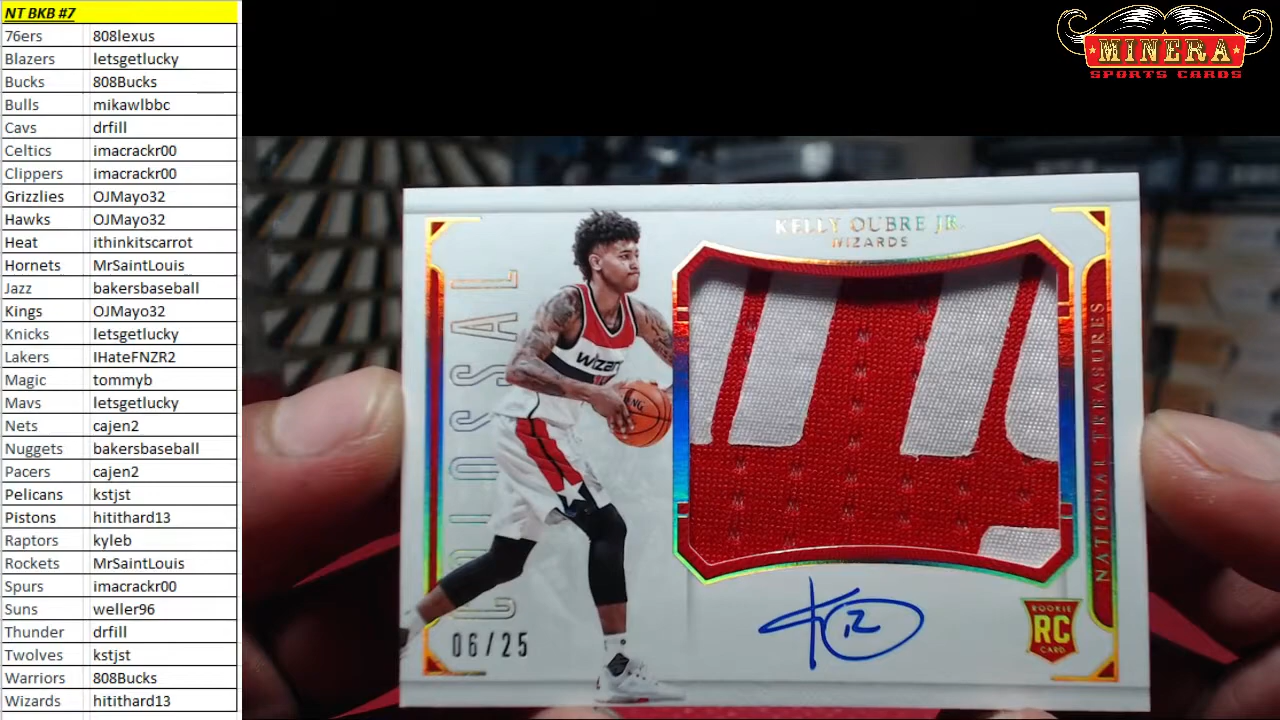 NT BKB #7
76ers 808lexus
Blazers letsgetlucky
Bucks 808Bucks
Bulls mikawlbbc
Cavs drfill
Celtics imacrackr00
Clippers imacrackr00
Grizzlies OJMayo32
Hawks OJMayo32
Heat ithinkitscarrot
Hornets MrSaintLouis
Jazz bakersbaseball
Kings OJMayo32
Knicks letsgetlucky
Lakers IHateFNZR2
Magic tommyb
Mavs letsgetlucky
Nets cajen2
Nuggets bakersbaseball
Pacers cajen2
Pelicans kstjst
Pistons hitithard13
Raptors kyleb
Rockets MrSaintLouis
Spurs imacrackr00
Suns weller96
Thunder drfill
Twolves kstjst
Warriors 808Bucks
Wizards hitithard13
MINERA
SPORTS CARDS
KELLY OUBRE JR.
WIZARDS
COLOSSAL
NATIONAL TREASURES
06/25
12
ROOKIE
RC
CARD